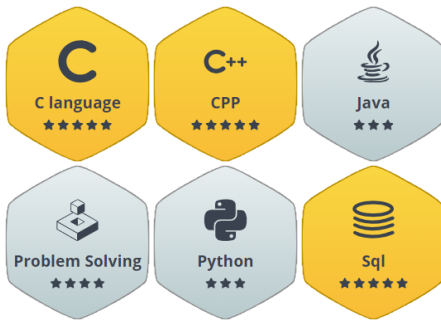 C++
C language
CPP
Java
Problem Solving
Python
Sql